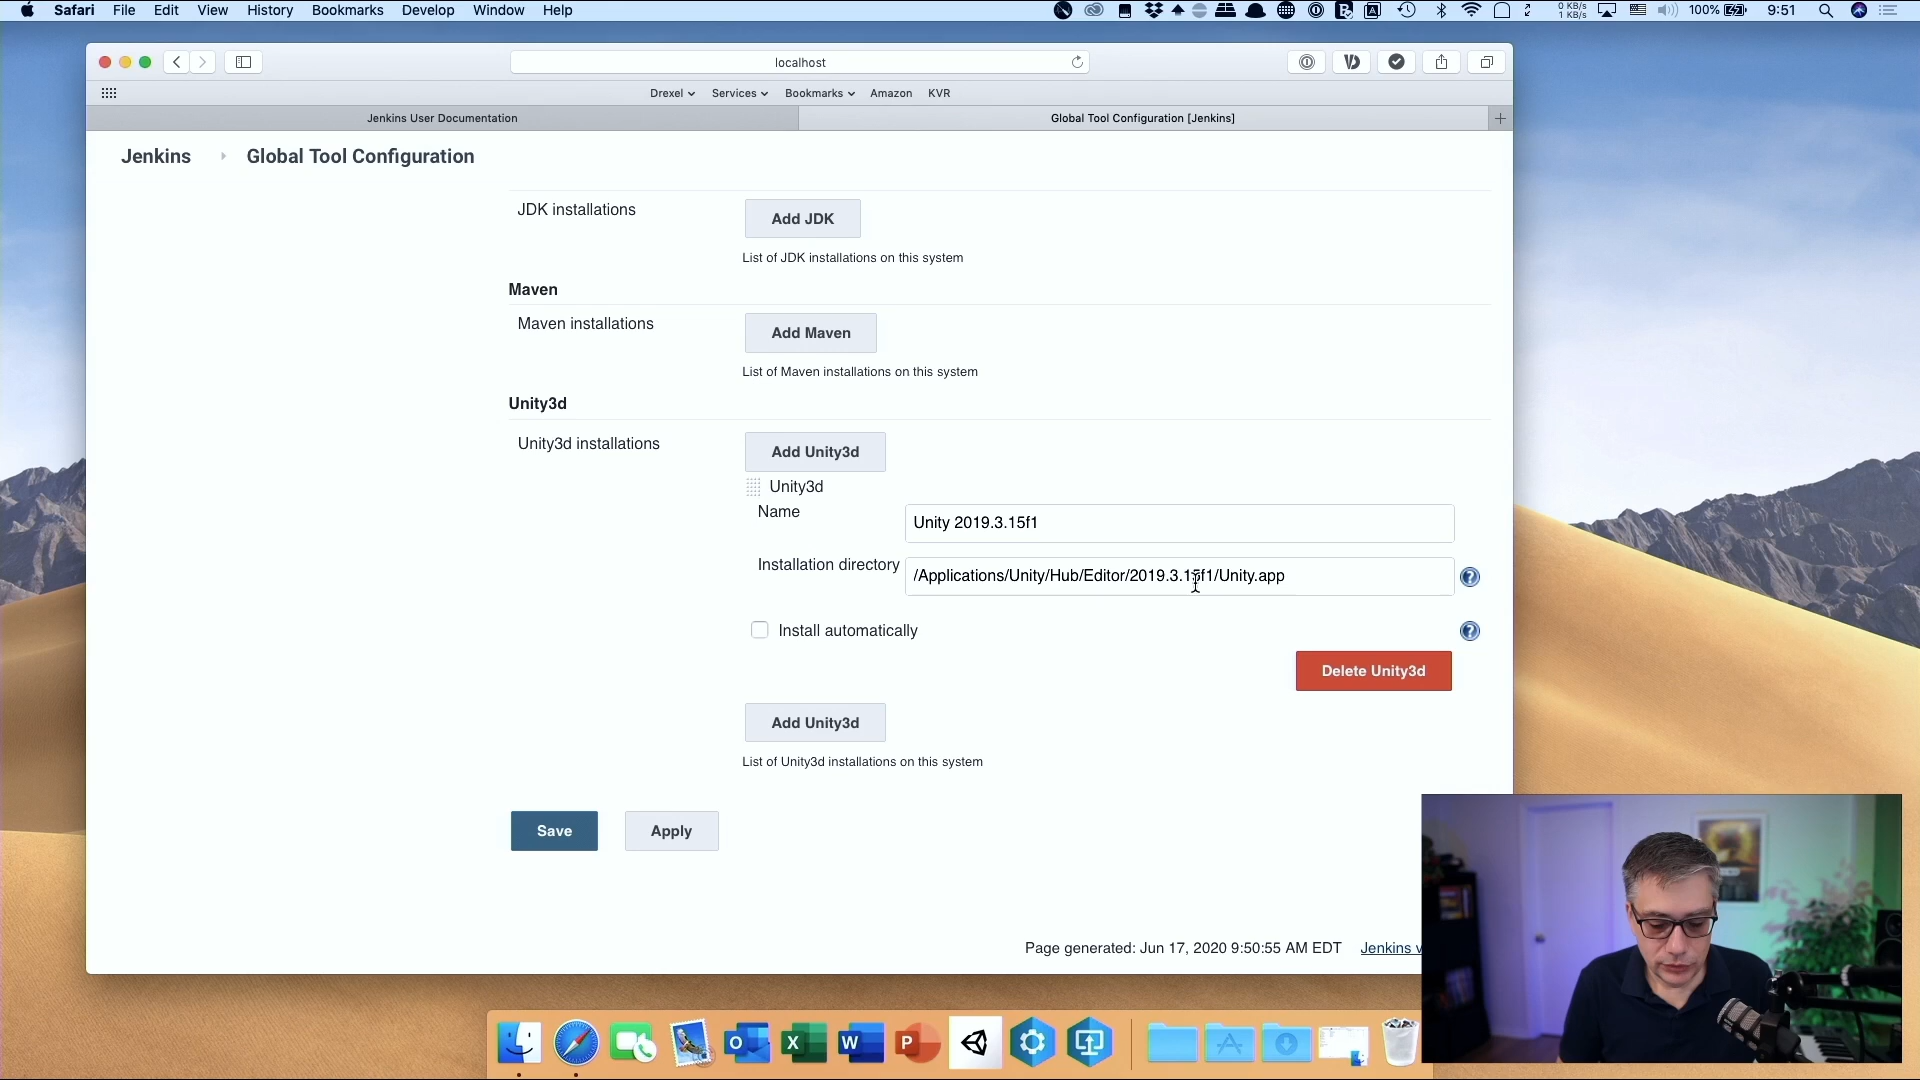 Safari File Edit View History Bookmarks Develop Window Help
0 KB/s
1 KB/s
100%
9:51
localhost
Drexel Services Bookmarks Amazon KVR
Jenkins User Documentation
Global Tool Configuration [Jenkins]
Jenkins Global Tool Configuration
JDK installations
Add JDK
List of JDK installations on this system
Maven
Maven installations
Add Maven
List of Maven installations on this system
Unity3d
Unity3d installations
Add Unity3d
Unity3d
Name
Unity 2019.3.15f1
Installation directory
/Applications/Unity/Hub/Editor/2019.3.15f1/Unity.app
?
Install automatically
?
Delete Unity3d
Add Unity3d
List of Unity3d installations on this system
Save
Apply
Page generated: Jun 17, 2020 9:50:55 AM EDT
Jenkins v
O
X
W
P